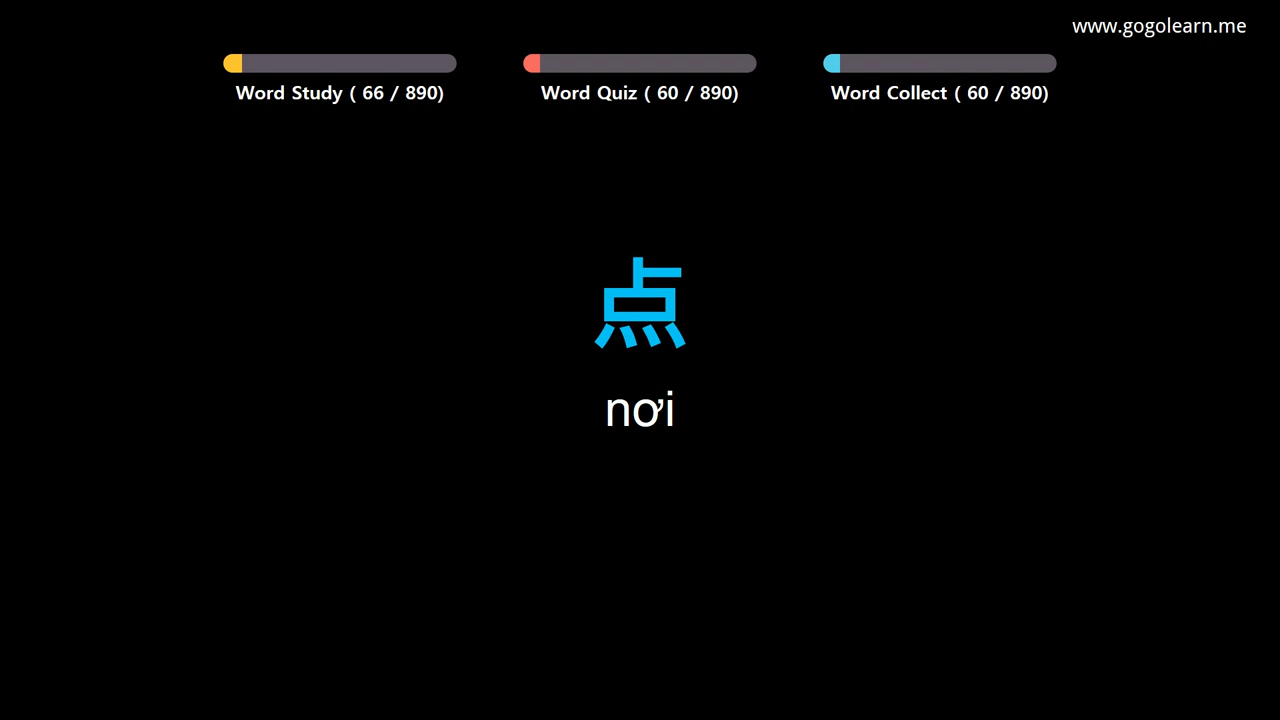 www.gogolearn.me
Word Study ( 66 / 890)
Word Quiz ( 60 / 890)
Word Collect ( 60 / 890)
点
nơi